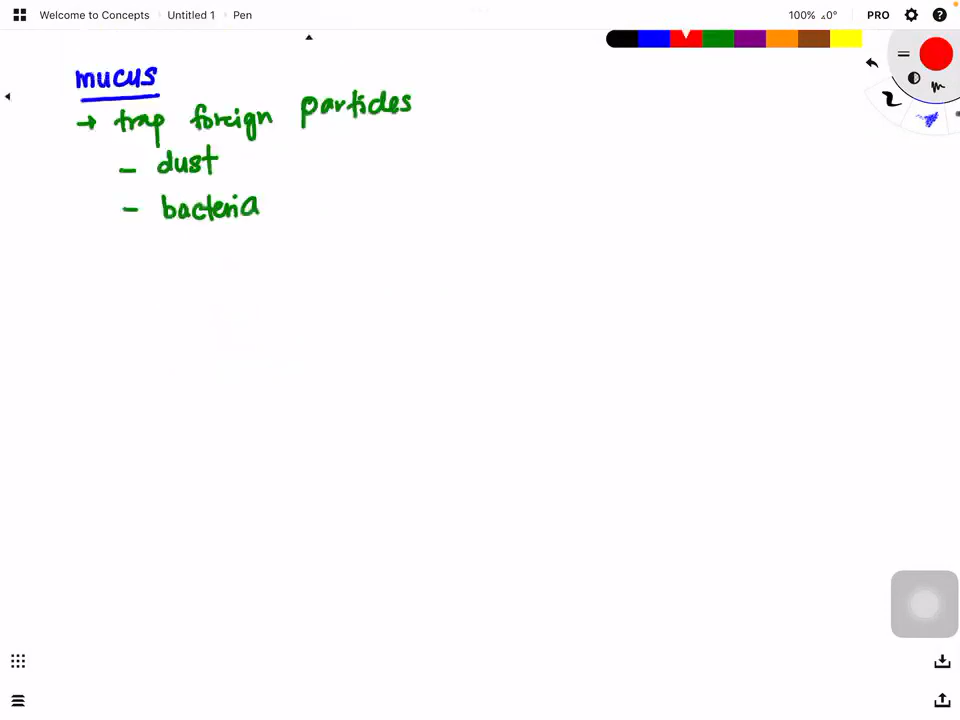 Welcome to Concepts › Untitled 1 › Pen
100% 0° PRO
mucus
→ trap foreign particles
- dust
- bacteria